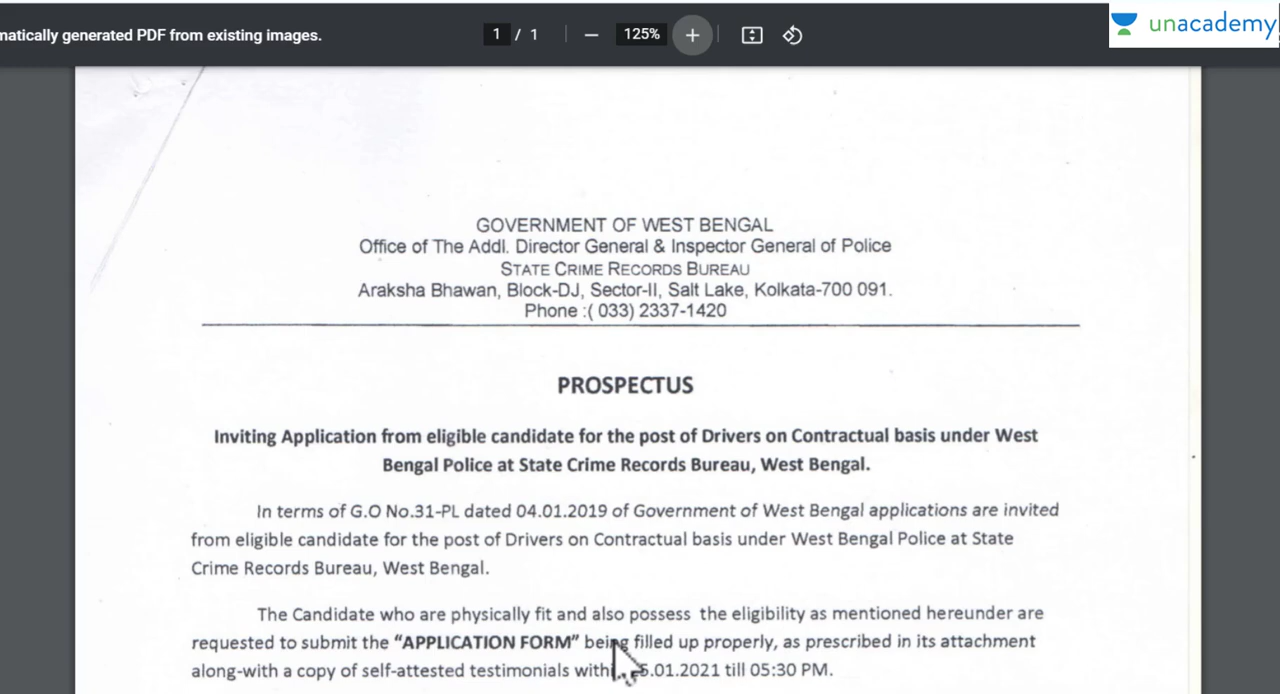 matically generated PDF from existing images.
1 / 1
125%
unacademy
GOVERNMENT OF WEST BENGAL
Office of The Addl. Director General & Inspector General of Police
STATE CRIME RECORDS BUREAU
Araksha Bhawan, Block-DJ, Sector-II, Salt Lake, Kolkata-700 091.
Phone :( 033) 2337-1420
PROSPECTUS
Inviting Application from eligible candidate for the post of Drivers on Contractual basis under West
Bengal Police at State Crime Records Bureau, West Bengal.
In terms of G.O No.31-PL dated 04.01.2019 of Government of West Bengal applications are invited
from eligible candidate for the post of Drivers on Contractual basis under West Bengal Police at State
Crime Records Bureau, West Bengal.
The Candidate who are physically fit and also possess the eligibility as mentioned hereunder are
requested to submit the "APPLICATION FORM" being filled up properly, as prescribed in its attachment
along-with a copy of self-attested testimonials 5.01.2021 till 05:30 PM.